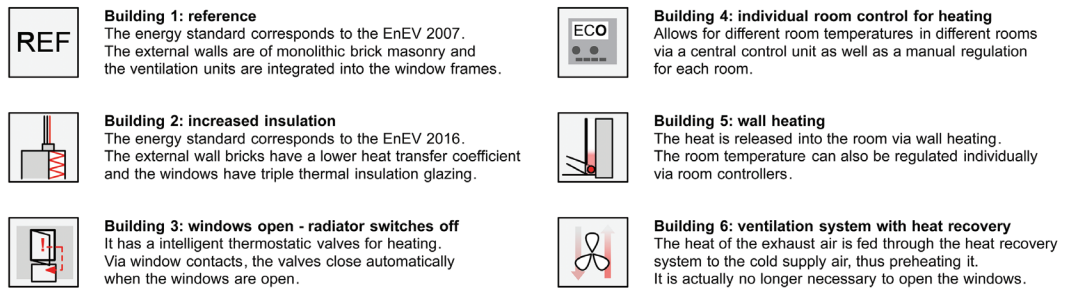 REF
Building 1: reference
The energy standard corresponds to the EnEV 2007.
The external walls are of monolithic brick masonry and
the ventilation units are integrated into the window frames.
Building 2: increased insulation
The energy standard corresponds to the EnEV 2016.
The external wall bricks have a lower heat transfer coefficient
and the windows have triple thermal insulation glazing.
!
Building 3: windows open - radiator switches off
It has a intelligent thermostatic valves for heating.
Via window contacts, the valves close automatically
when the windows are open.
ECO
Building 4: individual room control for heating
Allows for different room temperatures in different rooms
via a central control unit as well as a manual regulation
for each room.
Building 5: wall heating
The heat is released into the room via wall heating.
The room temperature can also be regulated individually
via room controllers.
Building 6: ventilation system with heat recovery
The heat of the exhaust air is fed through the heat recovery
system to the cold supply air, thus preheating it.
It is actually no longer necessary to open the windows.